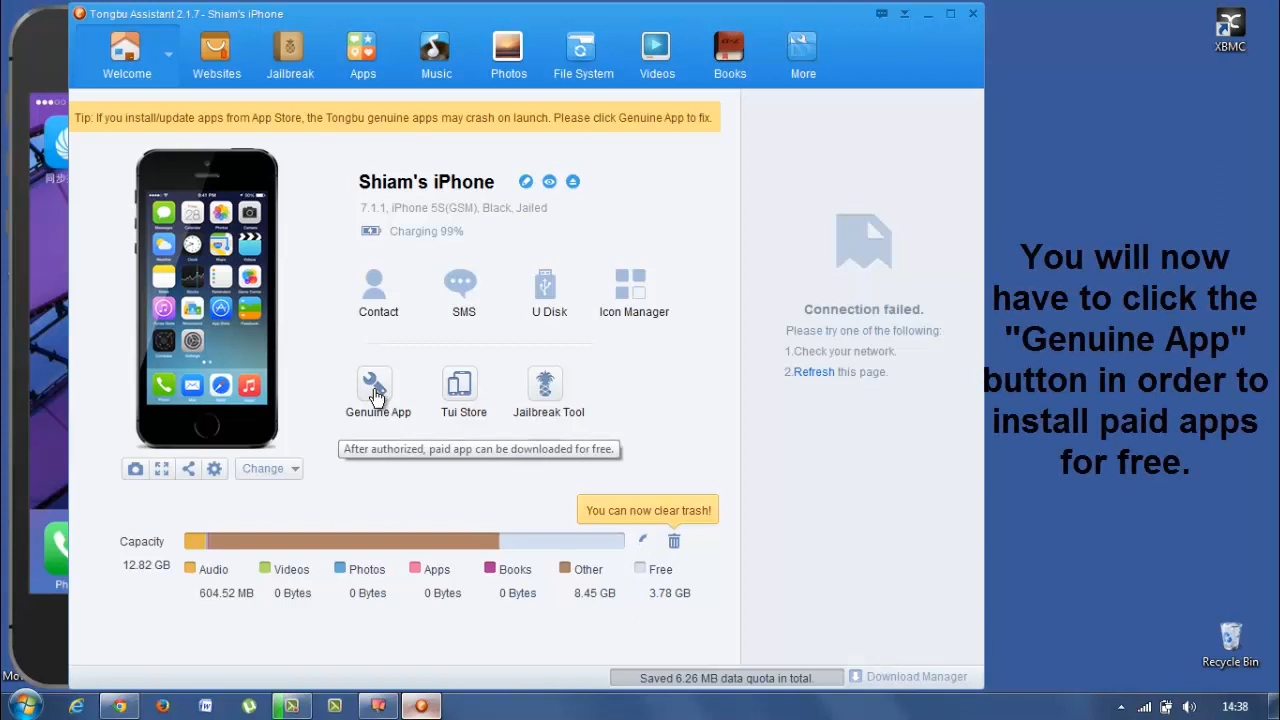 Tongbu Assistant 2.1.7 - Shiam's iPhone
XBMC
Welcome
Websites
Jailbreak
Apps
Music
Photos
File System
Videos
Books
More
Tip: If you install/update apps from App Store, the Tongbu genuine apps may crash on launch. Please click Genuine App to fix.
Shiam's iPhone
7.1.1, iPhone 5S(GSM), Black, Jailed
Charging 99%
Contact
SMS
U Disk
Icon Manager
Genuine App
Tui Store
Jailbreak Tool
After authorized, paid app can be downloaded for free.
Change
You can now clear trash!
Capacity
12.82 GB
Audio
604.52 MB
Videos
0 Bytes
Photos
0 Bytes
Apps
0 Bytes
Books
0 Bytes
Other
8.45 GB
Free
3.78 GB
Connection failed.
Please try one of the following:
1.Check your network.
2.Refresh this page.
Saved 6.26 MB data quota in total.
Download Manager
You will now
have to click the
"Genuine App"
button in order to
install paid apps
for free.
Recycle Bin
14:38